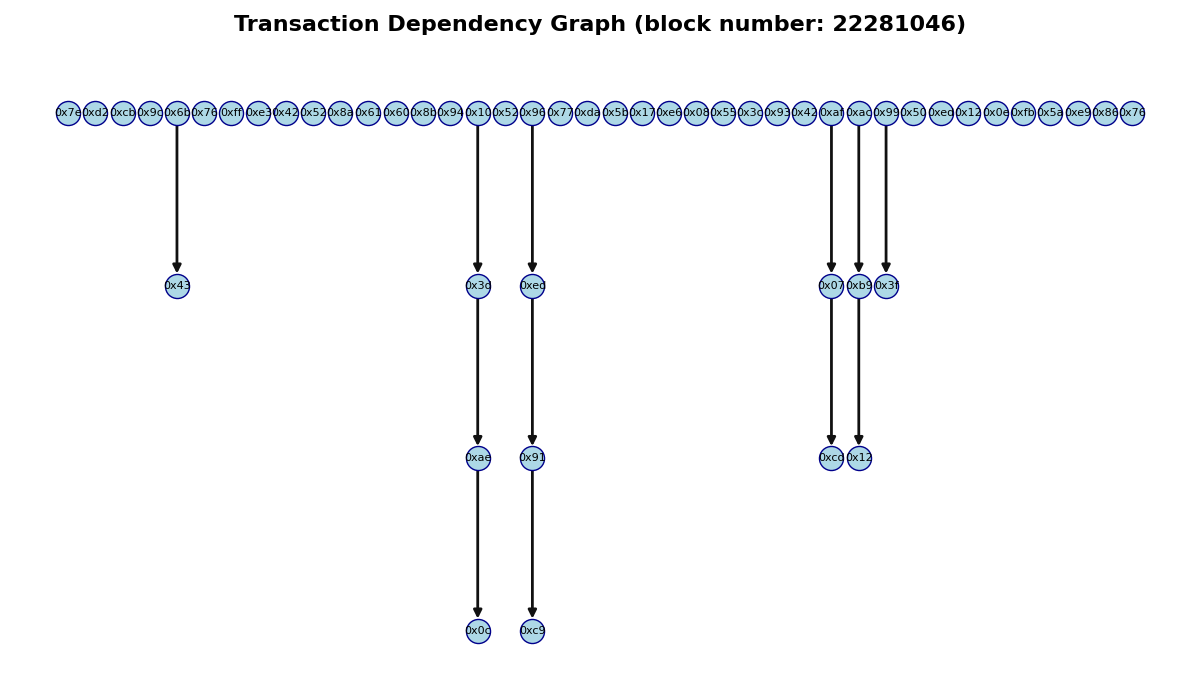 Transaction Dependency Graph (block number: 22281046)
0x7e 0xd2 0xcb 0x9c 0x6b 0x76 0xff 0xe3 0x42 0x52 0x8a 0x61 0x60 0x8b 0x94 0x10 0x52 0x96 0x77 0xda 0x5b 0x17 0xe6 0x08 0x55 0x3c 0x93 0x42 0xaf 0xac 0x99 0x50 0xed 0x12 0x0e 0xfb 0x5a 0xe9 0x86 0x76
0x43 0x3d 0xed 0x07 0xb9 0x3f
0xae 0x91 0xcd 0x12
0x0c 0xc9